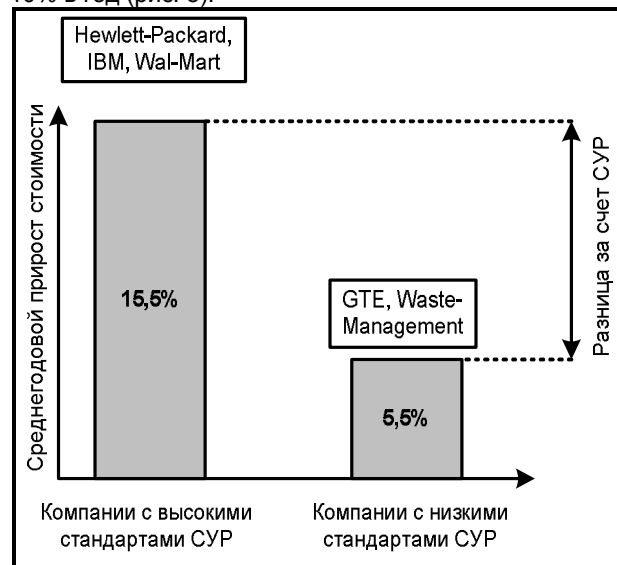 Hewlett-Packard,
IBM, Wal-Mart
Среднегодовой прирост стоимости
15,5%
GTE, Waste-
Management
5,5%
Разница за счет СУР
Компании с высокими
стандартами СУР
Компании с низкими
стандартами СУР